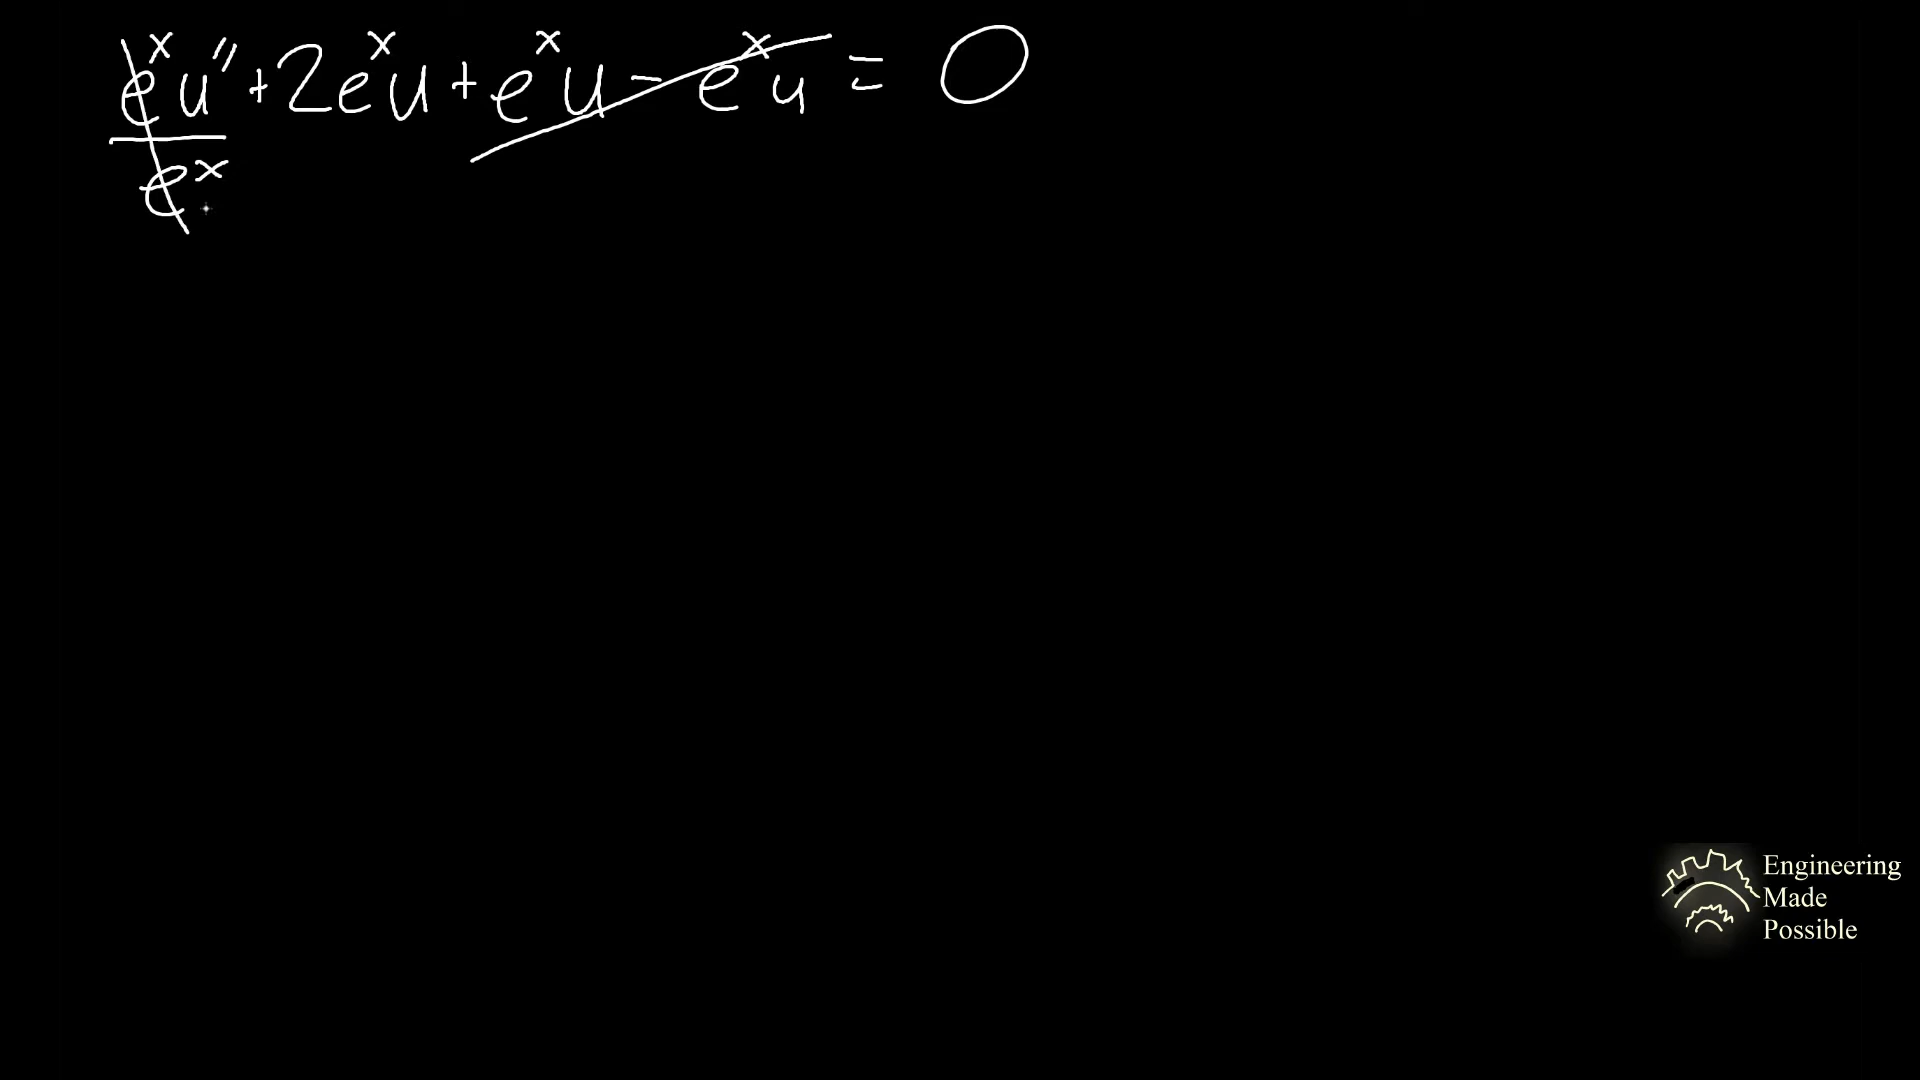 eˣu″ + 2eˣu + eˣu − eˣu = 0
eˣ
Engineering
Made
Possible